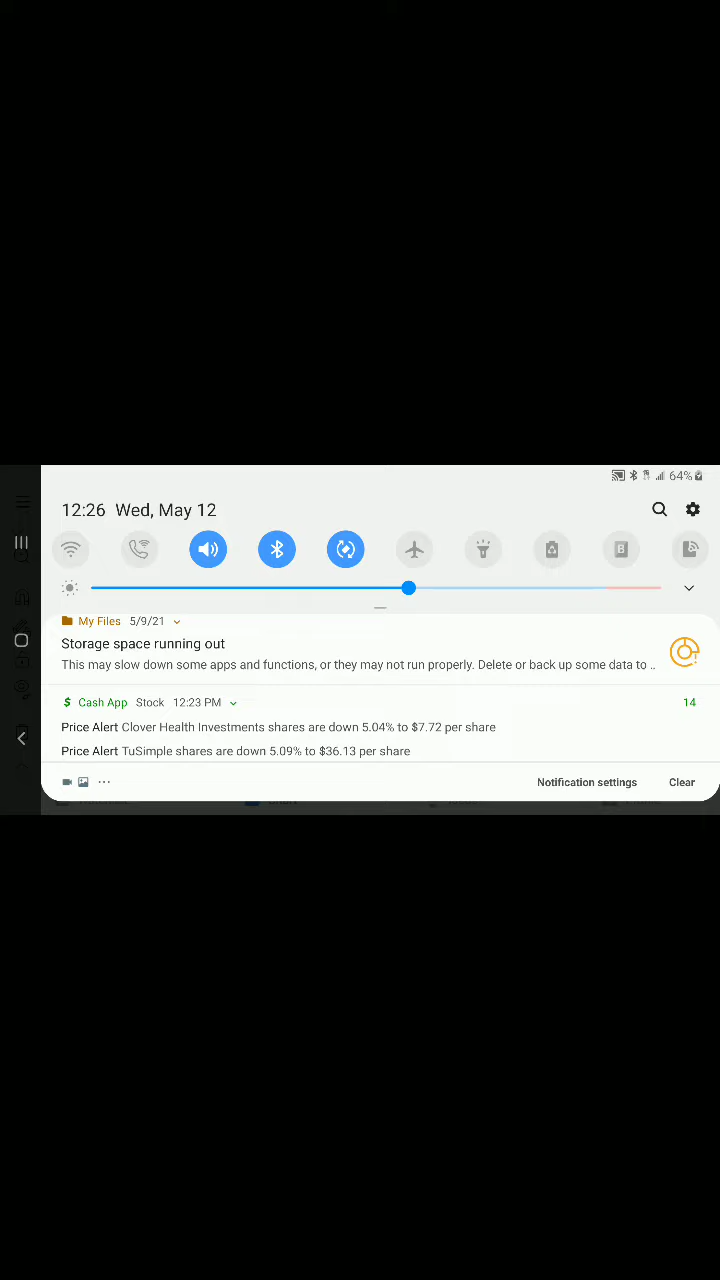 64%
12:26 Wed, May 12
My Files 5/9/21
Storage space running out
This may slow down some apps and functions, or they may not run properly. Delete or back up some data to ..
$ Cash App Stock 12:23 PM 14
Price Alert Clover Health Investments shares are down 5.04% to $7.72 per share
Price Alert TuSimple shares are down 5.09% to $36.13 per share
Notification settings Clear